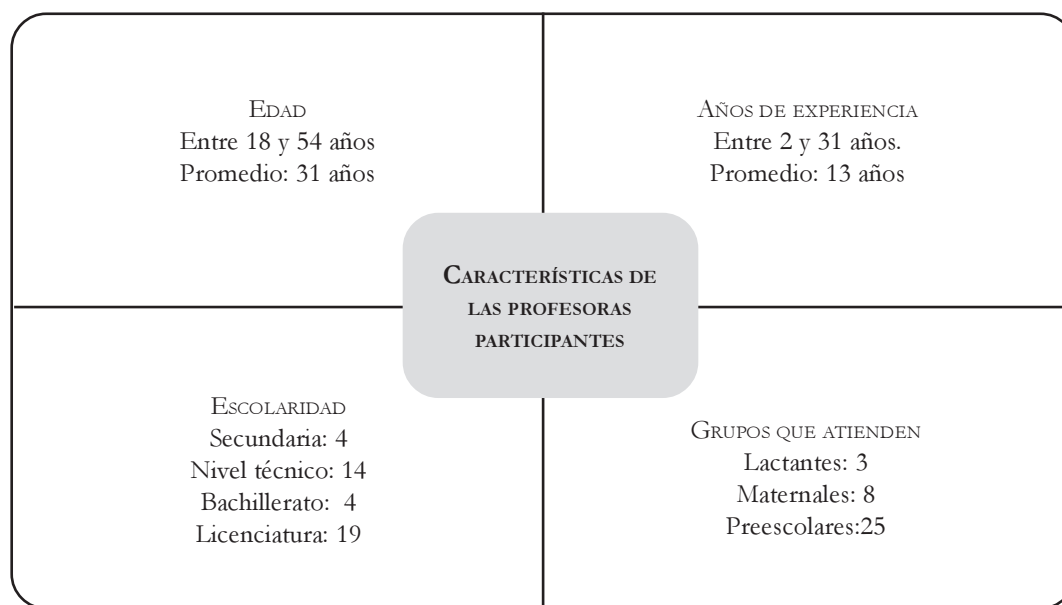 Edad
Entre 18 y 54 años
Promedio: 31 años
Años de experiencia
Entre 2 y 31 años.
Promedio: 13 años
Características de
las profesoras
participantes
Escolaridad
Secundaria: 4
Nivel técnico: 14
Bachillerato: 4
Licenciatura: 19
Grupos que atienden
Lactantes: 3
Maternales: 8
Preescolares:25